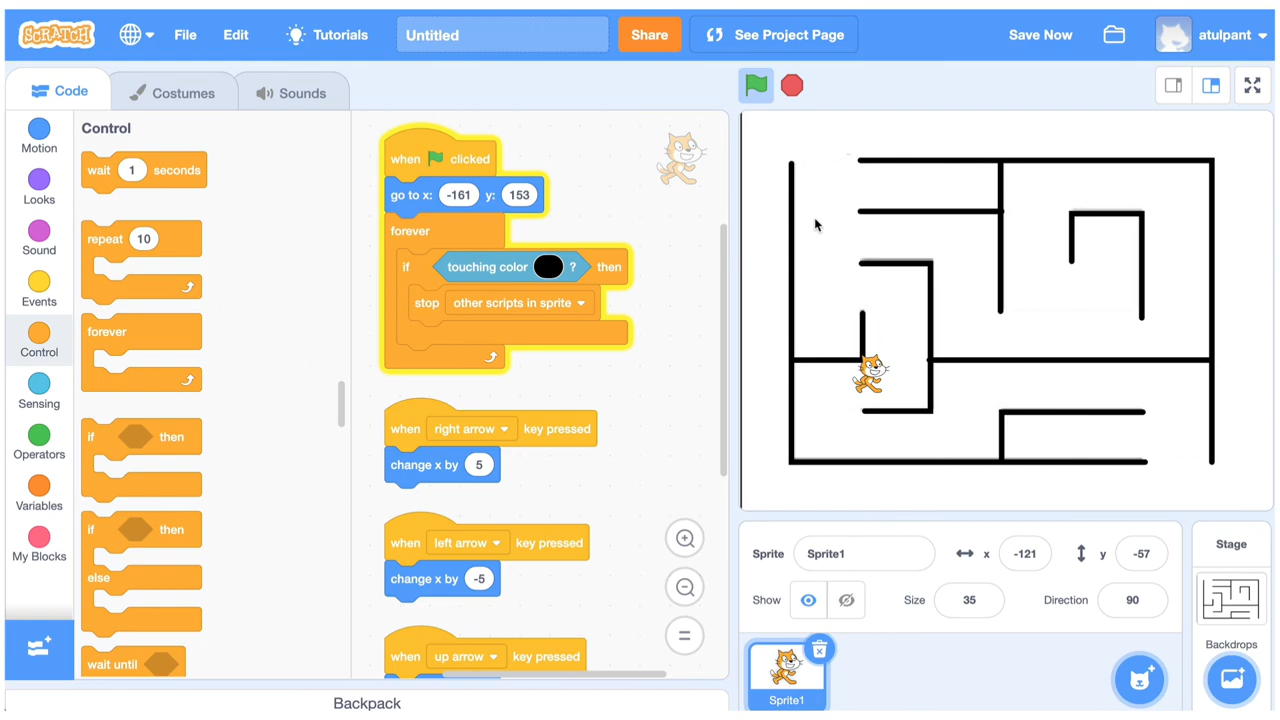 SCRATCH File Edit Tutorials Untitled Share See Project Page Save Now atulpant
Code Costumes Sounds
Motion
Looks
Sound
Events
Control
Sensing
Operators
Variables
My Blocks
Control
wait 1 seconds
repeat 10
forever
if then
if then
else
wait until
when clicked
go to x: -161 y: 153
forever
if touching color ? then
stop other scripts in sprite
when right arrow key pressed
change x by 5
when left arrow key pressed
change x by -5
when up arrow key pressed
Backpack
Sprite Sprite1 x -121 y -57
Show Size 35 Direction 90
Sprite1
Stage
Backdrops